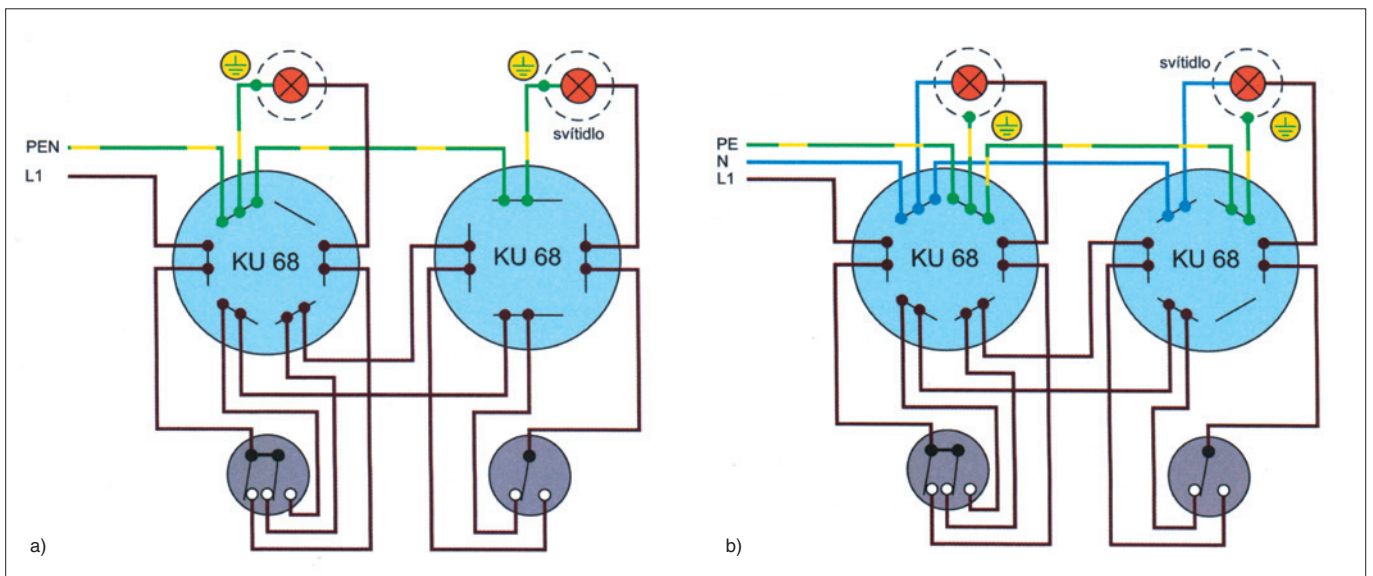 svítidlo
PEN
L1
KU 68
KU 68
a)
svítidlo
PE
N
L1
KU 68
KU 68
b)